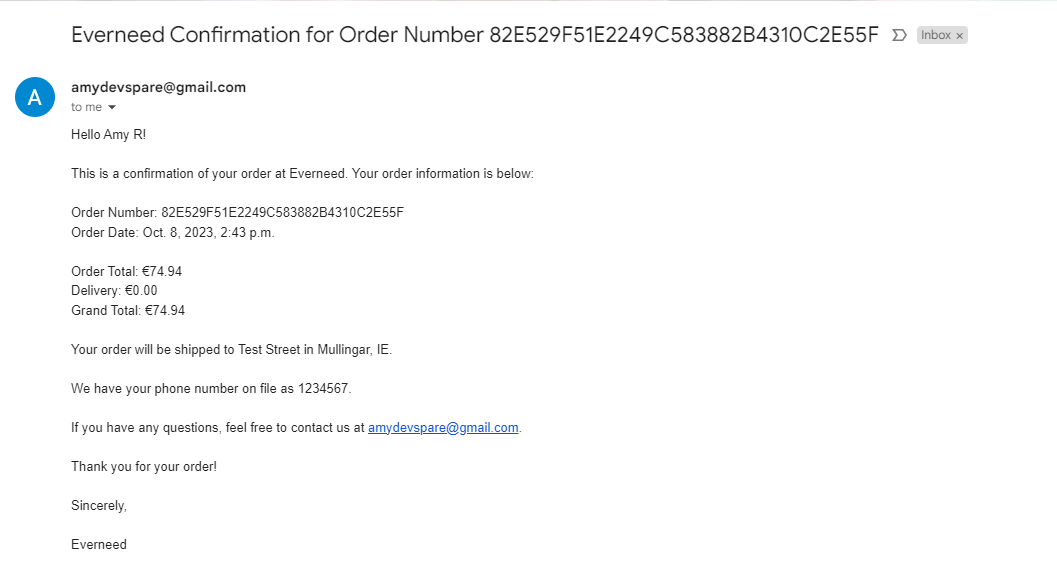 Everneed Confirmation for Order Number 82E529F51E2249C583882B4310C2E55F Inbox ×
A
amydevspare@gmail.com
to me
Hello Amy R!
This is a confirmation of your order at Everneed. Your order information is below:
Order Number: 82E529F51E2249C583882B4310C2E55F
Order Date: Oct. 8, 2023, 2:43 p.m.
Order Total: €74.94
Delivery: €0.00
Grand Total: €74.94
Your order will be shipped to Test Street in Mullingar, IE.
We have your phone number on file as 1234567.
If you have any questions, feel free to contact us at amydevspare@gmail.com.
Thank you for your order!
Sincerely,
Everneed